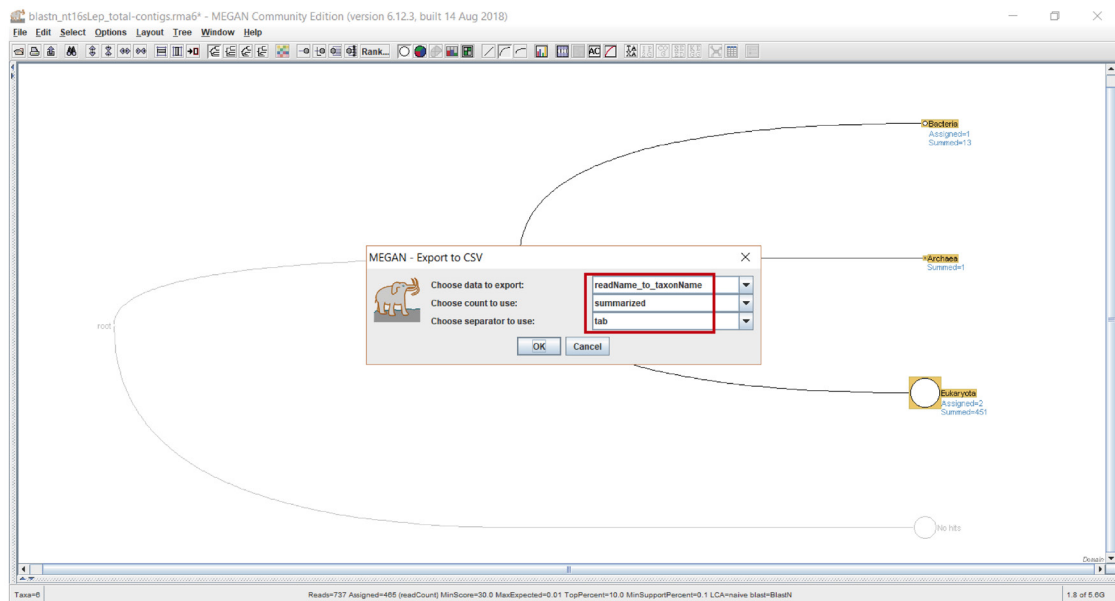 blastn_nt16sLep_total-contigs.rma6* - MEGAN Community Edition (version 6.12.3, built 14 Aug 2018)
File Edit Select Options Layout Tree Window Help
Rank...
Bacteria
Assigned=1
Summed=13
MEGAN - Export to CSV
Archaea
Summed=1
Choose data to export: readName_to_taxonName
Choose count to use: summarized
Choose separator to use: tab
root
OK Cancel
Eukaryota
Assigned=2
Summed=451
No hits
Domain
Taxa=6 Reads=737 Assigned=465 (readCount) MinScore=30.0 MaxExpected=0.01 TopPercent=10.0 MinSupportPercent=0.1 LCA=naive blast=BlastN 1.8 of 5.6G